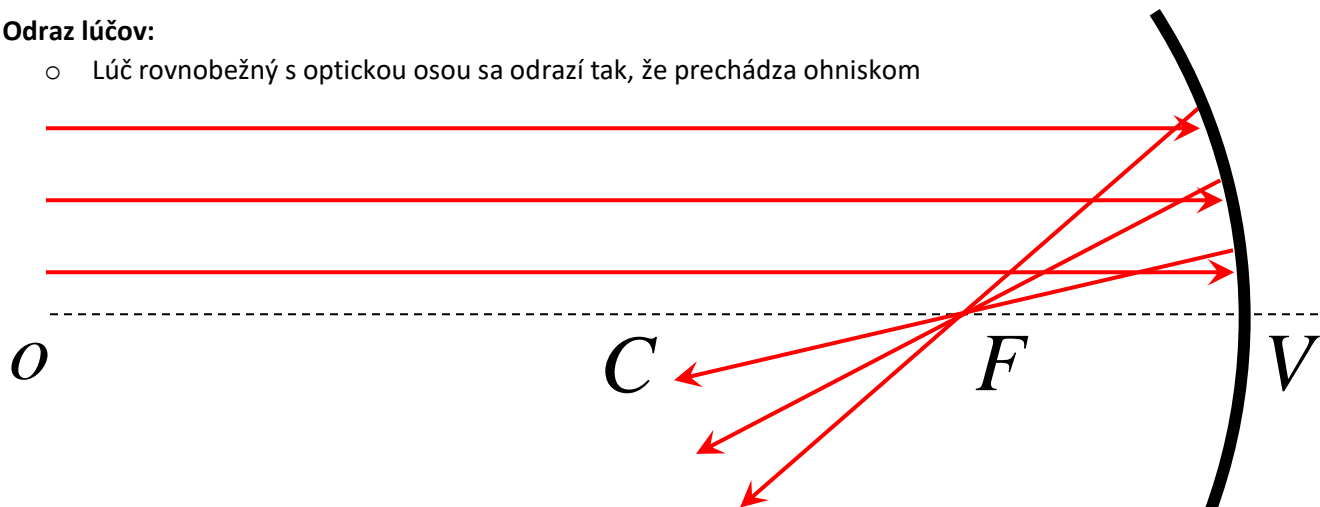 Odraz lúčov:
o Lúč rovnobežný s optickou osou sa odrazí tak, že prechádza ohniskom
o C F V